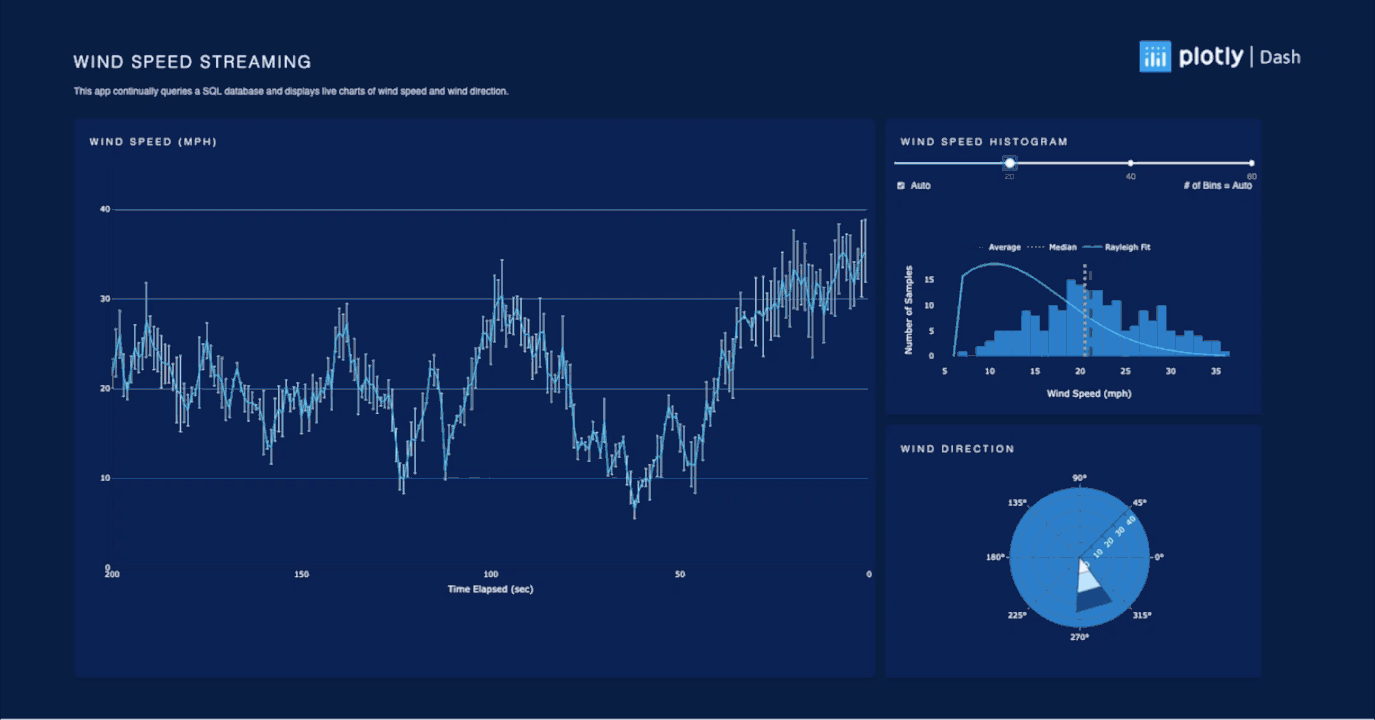 WIND SPEED STREAMING
plotly | Dash
This app continually queries a SQL database and displays live charts of wind speed and wind direction.
WIND SPEED (MPH)
40
30
20
10
0
200 150 100 50 0
Time Elapsed (sec)
WIND SPEED HISTOGRAM
20 40 60
Auto
# of Bins = Auto
Average Median Rayleigh Fit
Number of Samples
15
10
5
0
5 10 15 20 25 30 35
Wind Speed (mph)
WIND DIRECTION
90°
135° 45°
40
30
20
10
0
180° 0°
225° 315°
270°